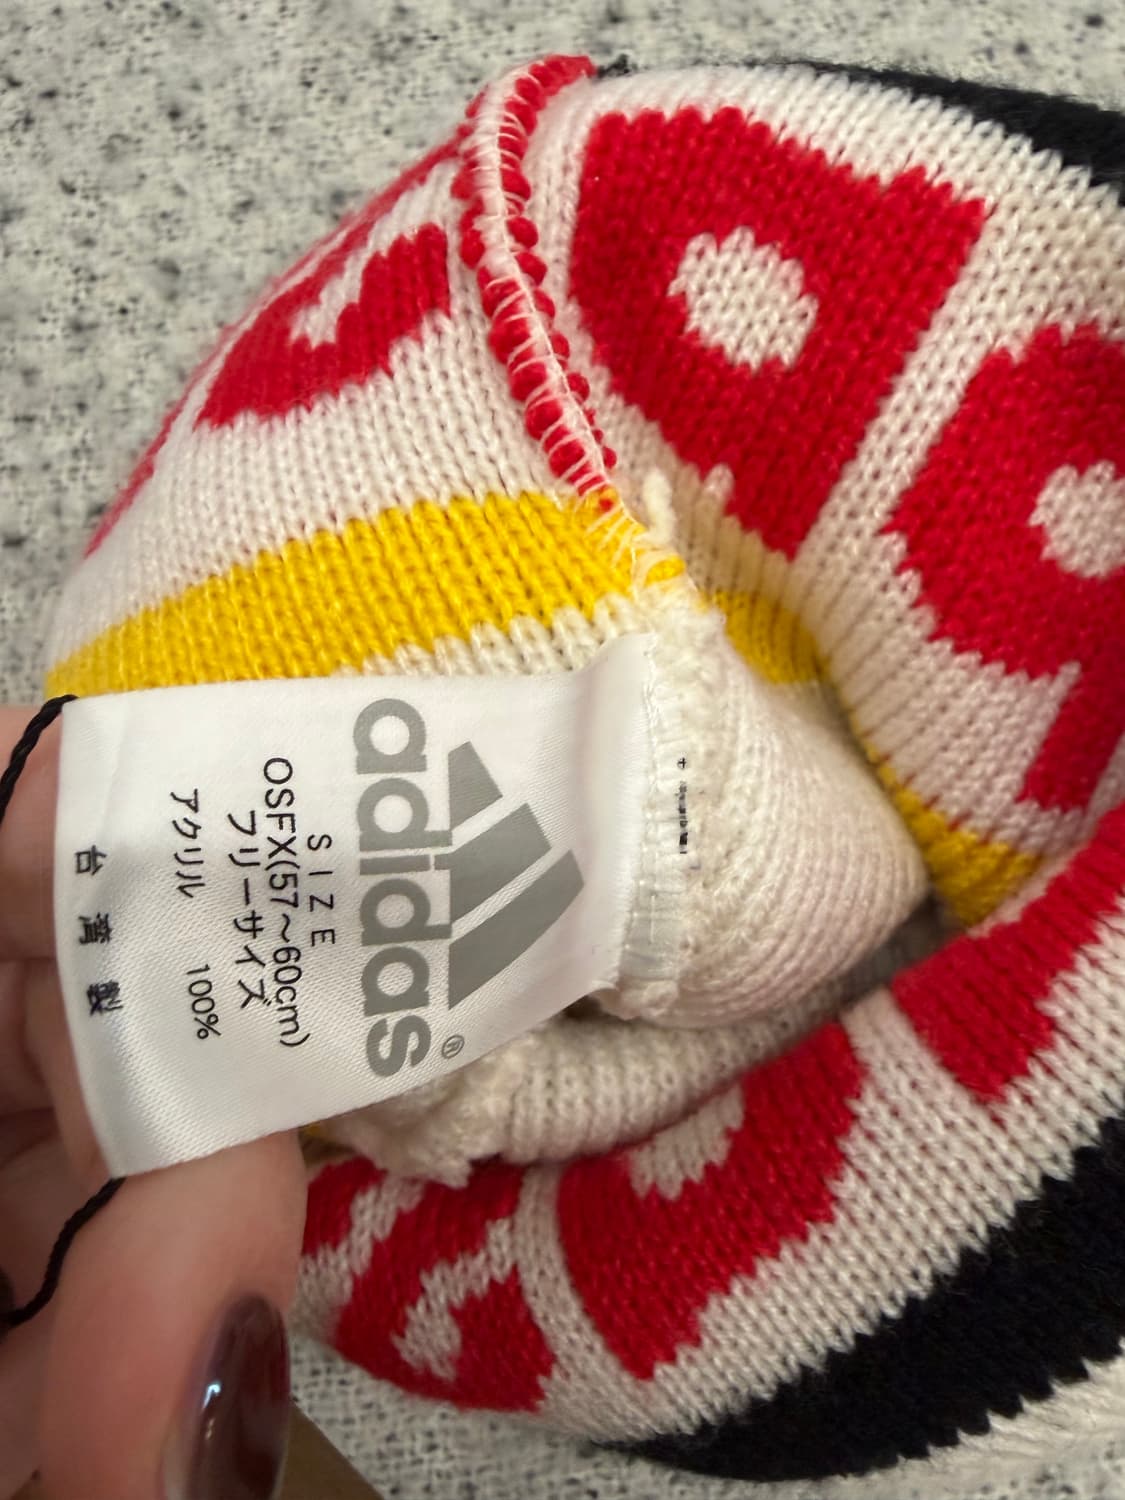 adidas®
SIZE
OSFX(57～60cm)
フリーサイズ
アクリル 100%
台湾製